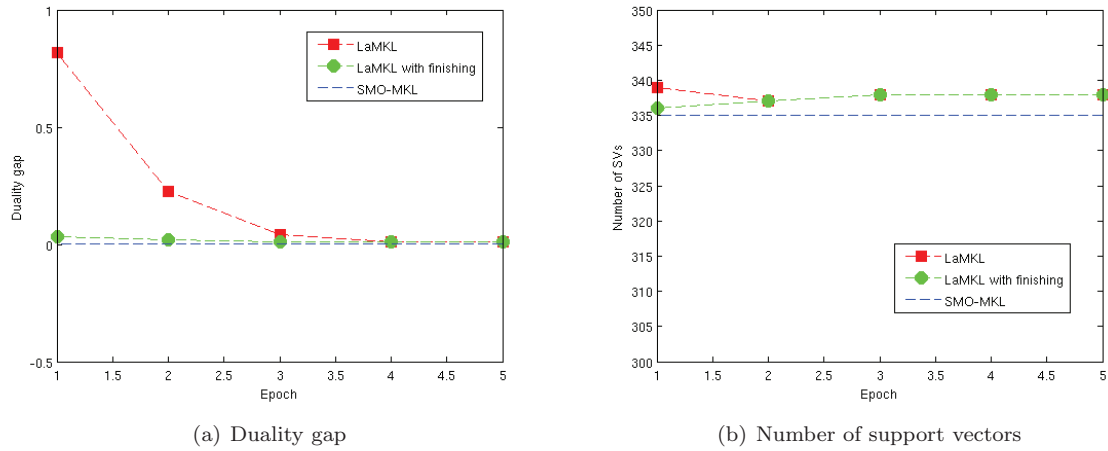 1
0.5
0
-0.5
1
1.5
2
2.5
3
3.5
4
4.5
5
Duality gap
Epoch
LaMKL
LaMKL with finishing
SMO-MKL
(a) Duality gap
350
345
340
335
330
325
320
315
310
305
300
1
1.5
2
2.5
3
3.5
4
4.5
5
Number of SVs
Epoch
LaMKL
LaMKL with finishing
SMO-MKL
(b) Number of support vectors